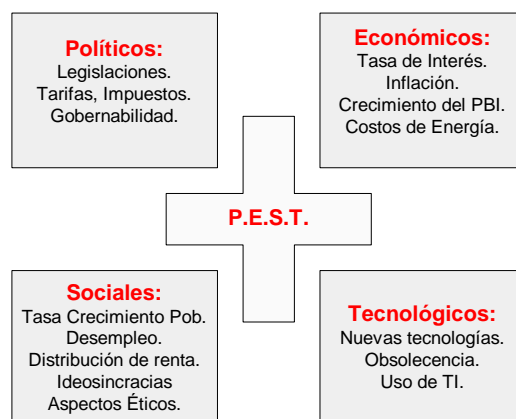 Políticos:
Legislaciones.
Tarifas, Impuestos.
Gobernabilidad.
Económicos:
Tasa de Interés.
Inflación.
Crecimiento del PBI.
Costos de Energía.
P.E.S.T.
Sociales:
Tasa Crecimiento Pob.
Desempleo.
Distribución de renta.
Ideosincracias
Aspectos Éticos.
Tecnológicos:
Nuevas tecnologías.
Obsolecencia.
Uso de TI.